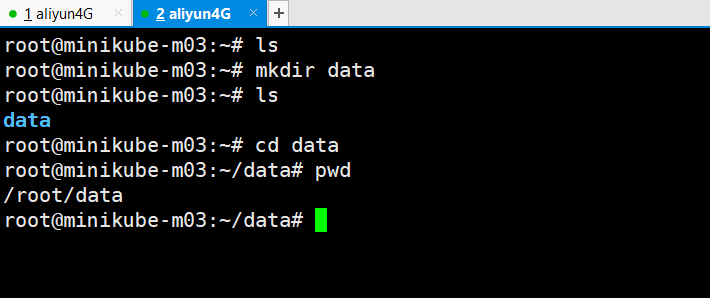 1 aliyun4G × 2 aliyun4G × +
root@minikube-m03:~# ls
root@minikube-m03:~# mkdir data
root@minikube-m03:~# ls
data
root@minikube-m03:~# cd data
root@minikube-m03:~/data# pwd
/root/data
root@minikube-m03:~/data#